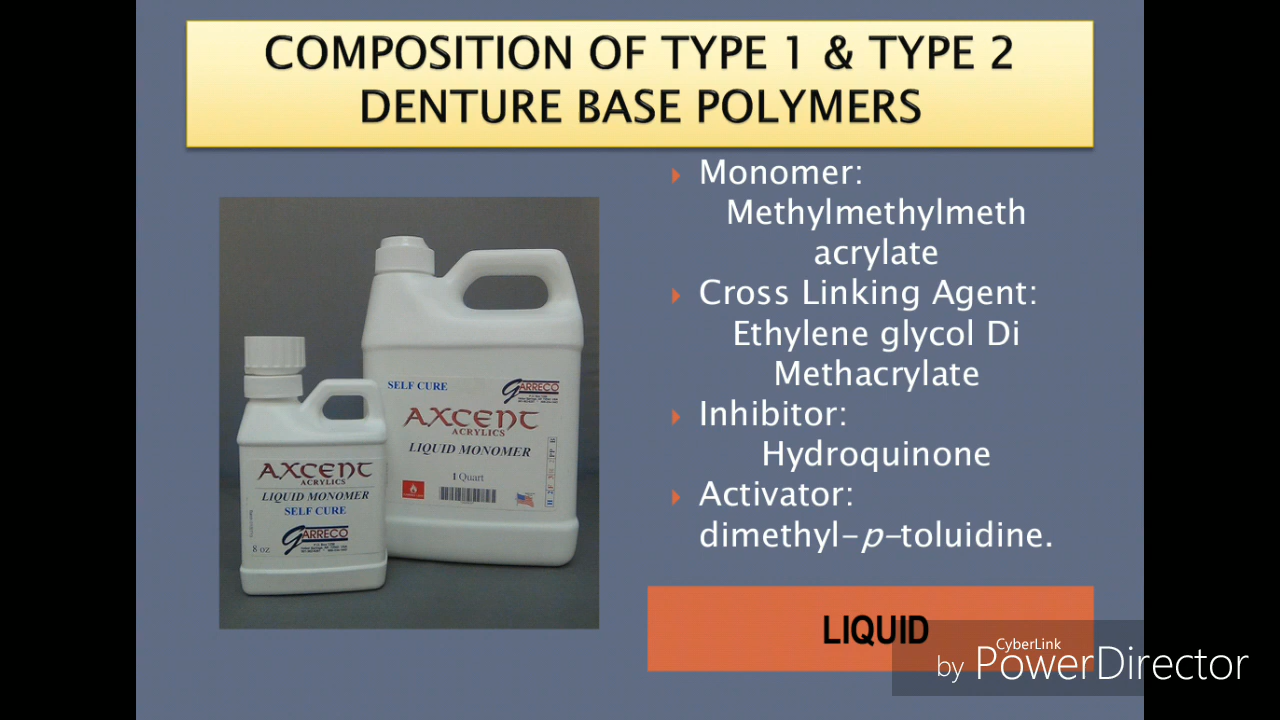 COMPOSITION OF TYPE 1 & TYPE 2
DENTURE BASE POLYMERS
Monomer:
Methylmethylmeth
acrylate
Cross Linking Agent:
Ethylene glycol Di
Methacrylate
Inhibitor:
Hydroquinone
Activator:
dimethyl-p-toluidine.
LIQUID
SELF CURE
GARRECO
AXCENT
ACRYLICS
LIQUID MONOMER
1 Quart
AXCENT
ACRYLICS
LIQUID MONOMER
SELF CURE
GARRECO
8 oz
CyberLink
by PowerDirector